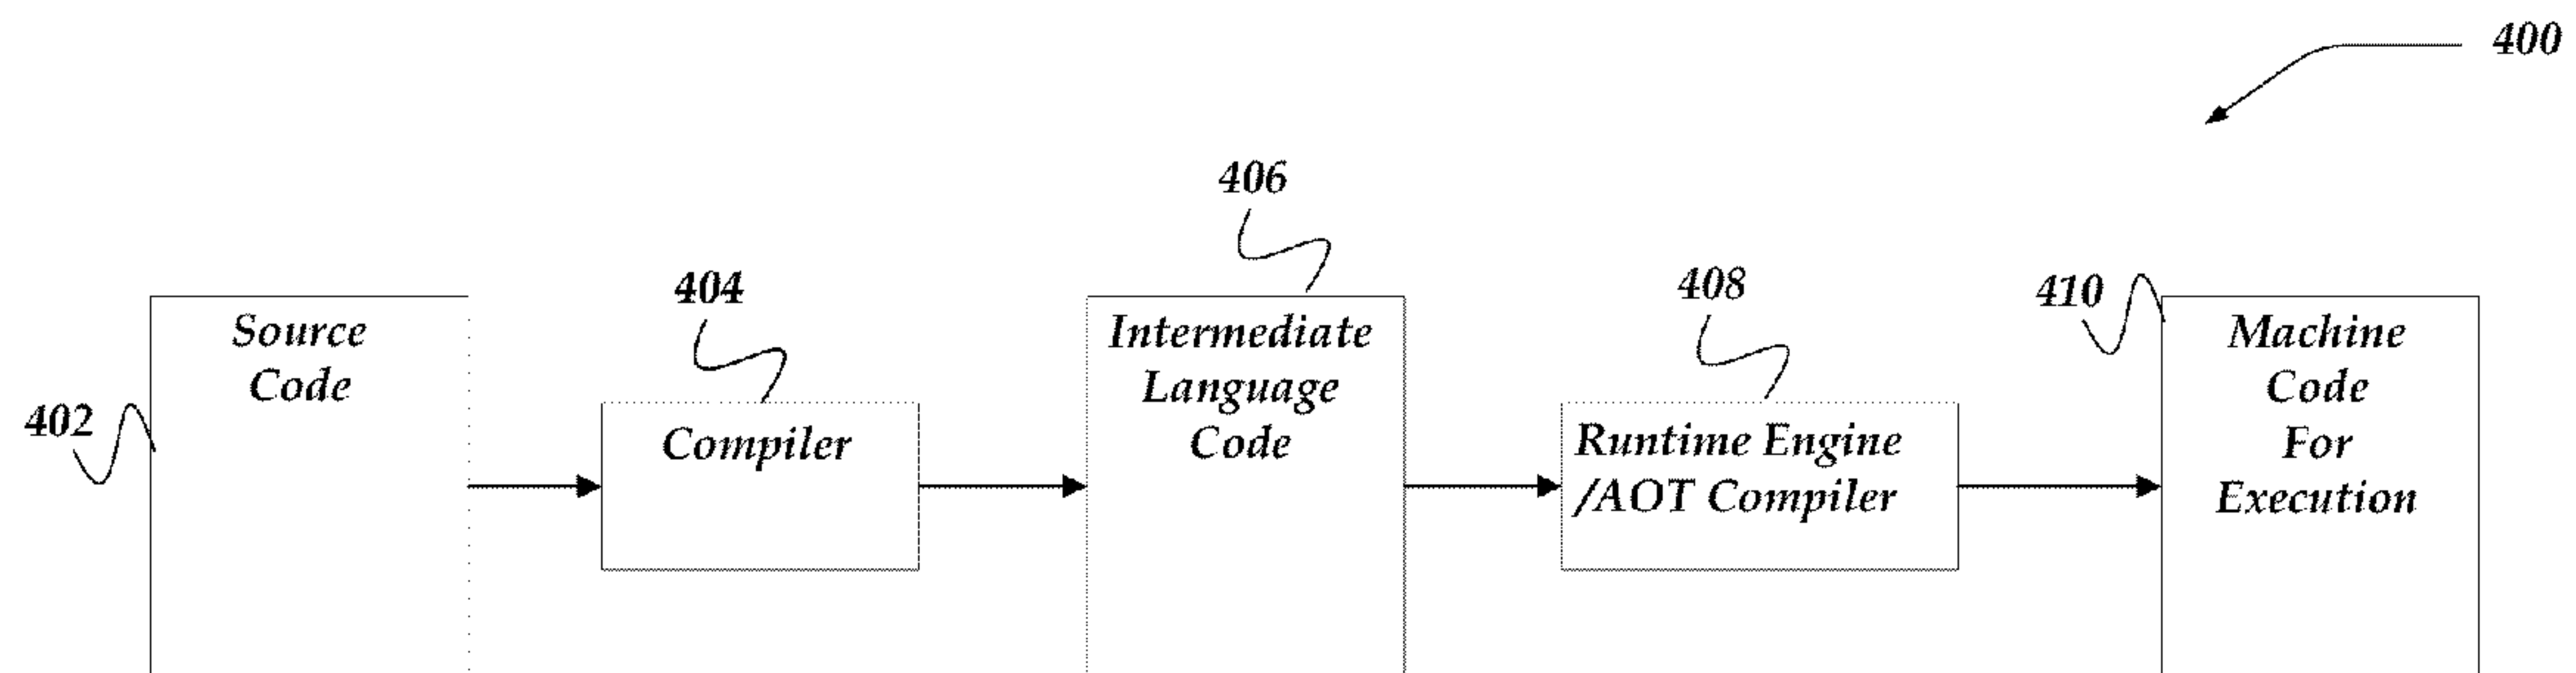 400
402
Source
Code
404
Compiler
406
Intermediate
Language
Code
408
Runtime Engine
/AOT Compiler
410
Machine
Code
For
Execution